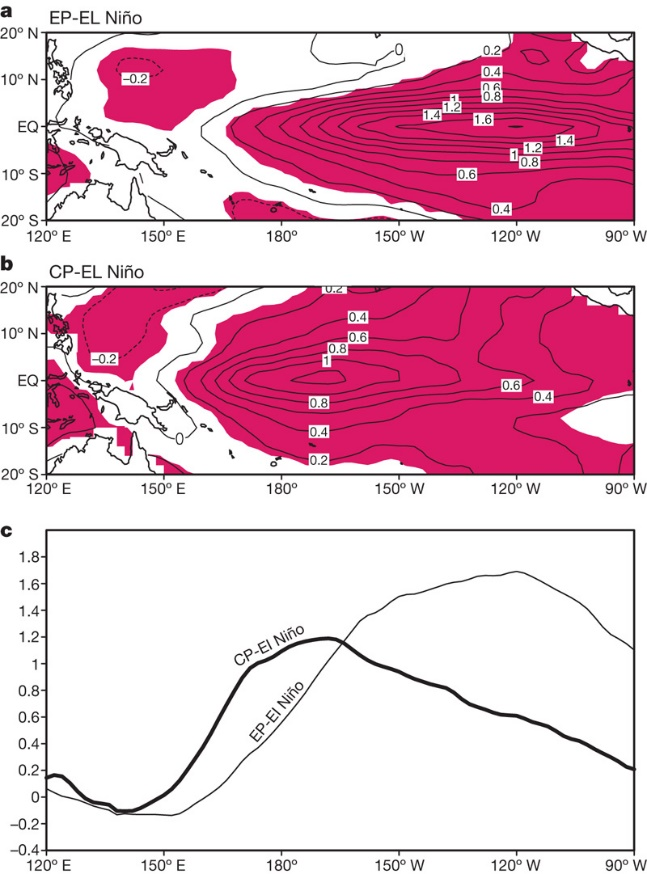 a
EP-EL Niño
20° N
10° N
EQ
10° S
20° S
–0.2
0
0.2
0.4
0.6
0.8
1
1.2
1.4
1.6
1.4
1.2
1
0.8
0.6
0.4
120° E
150° E
180°
150° W
120° W
90° W
b
CP-EL Niño
20° N
10° N
EQ
10° S
20° S
0.2
0.4
0.6
0.8
1
–0.2
0.6
0.4
0.8
0
0.4
0.2
120° E
150° E
180°
150° W
120° W
90° W
c
1.8
1.6
1.4
1.2
1
0.8
0.6
0.4
0.2
0
–0.2
–0.4
CP-El Niño
EP-El Niño
120° E
150° E
180°
150° W
120° W
90° W